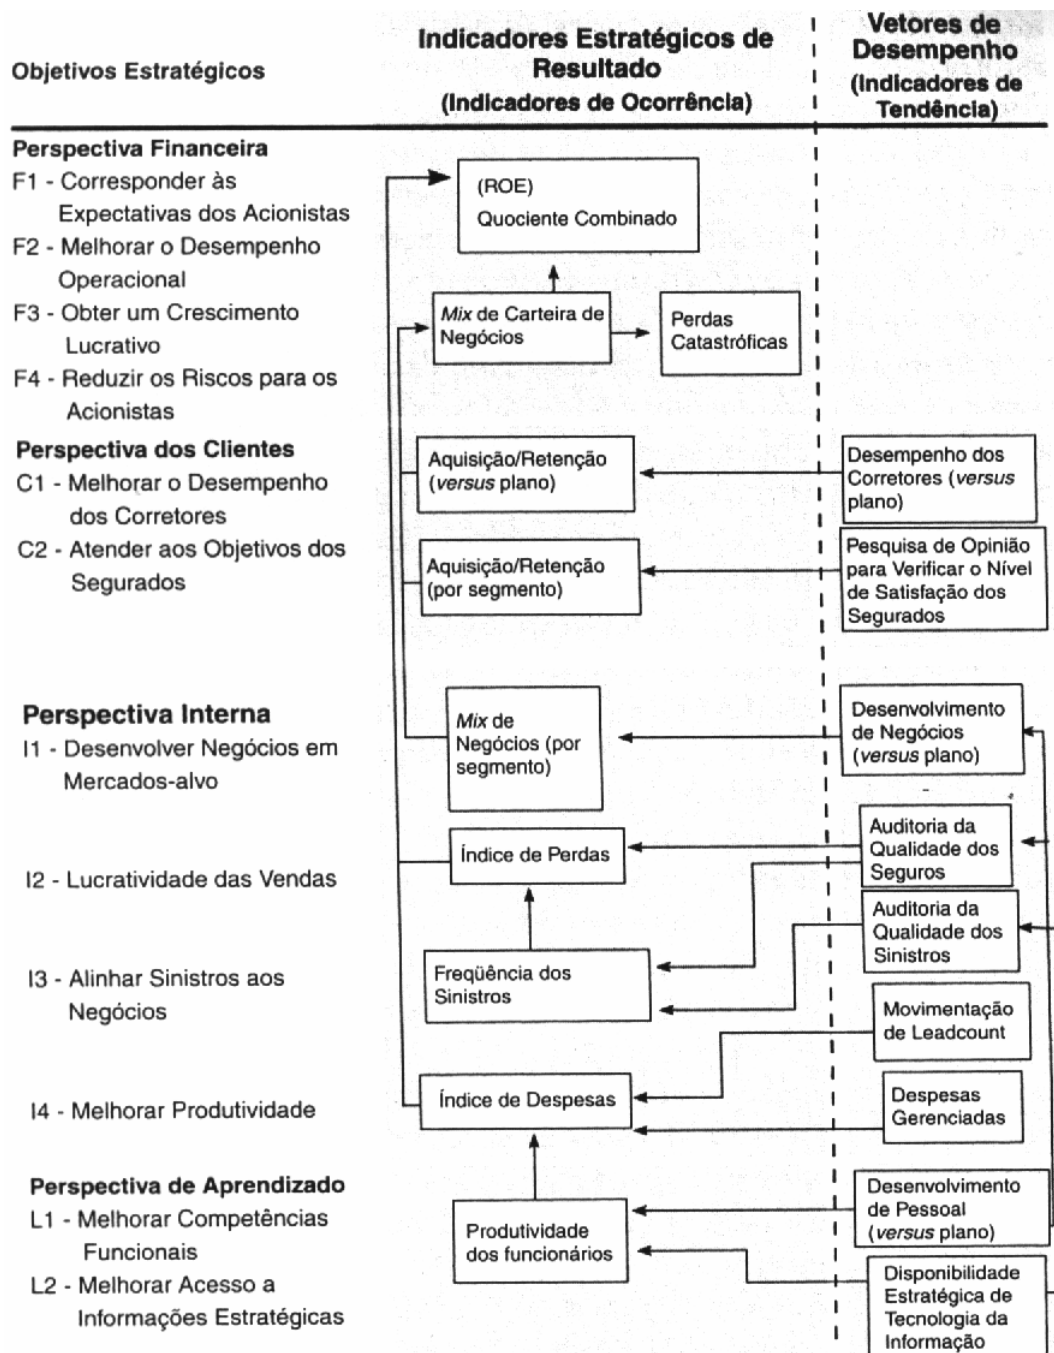 Objetivos Estratégicos
Indicadores Estratégicos de
Resultado
(Indicadores de Ocorrência)
Vetores de
Desempenho
(Indicadores de
Tendência)
Perspectiva Financeira
F1 - Corresponder às
Expectativas dos Acionistas
F2 - Melhorar o Desempenho
Operacional
F3 - Obter um Crescimento
Lucrativo
F4 - Reduzir os Riscos para os
Acionistas
(ROE)
Quociente Combinado
Mix de Carteira de
Negócios
Perdas
Catastróficas
Perspectiva dos Clientes
C1 - Melhorar o Desempenho
dos Corretores
C2 - Atender aos Objetivos dos
Segurados
Aquisição/Retenção
(versus plano)
Desempenho dos
Corretores (versus
plano)
Aquisição/Retenção
(por segmento)
Pesquisa de Opinião
para Verificar o Nível
de Satisfação dos
Segurados
Perspectiva Interna
I1 - Desenvolver Negócios em
Mercados-alvo
Mix de
Negócios (por
segmento)
Desenvolvimento
de Negócios
(versus plano)
I2 - Lucratividade das Vendas
Índice de Perdas
Auditoria da
Qualidade dos
Seguros
Auditoria da
Qualidade dos
Sinistros
I3 - Alinhar Sinistros aos
Negócios
Freqüência dos
Sinistros
Movimentação
de Leadcount
I4 - Melhorar Produtividade
Índice de Despesas
Despesas
Gerenciadas
Perspectiva de Aprendizado
L1 - Melhorar Competências
Funcionais
L2 - Melhorar Acesso a
Informações Estratégicas
Produtividade
dos funcionários
Desenvolvimento
de Pessoal
(versus plano)
Disponibilidade
Estratégica de
Tecnologia da
Informação